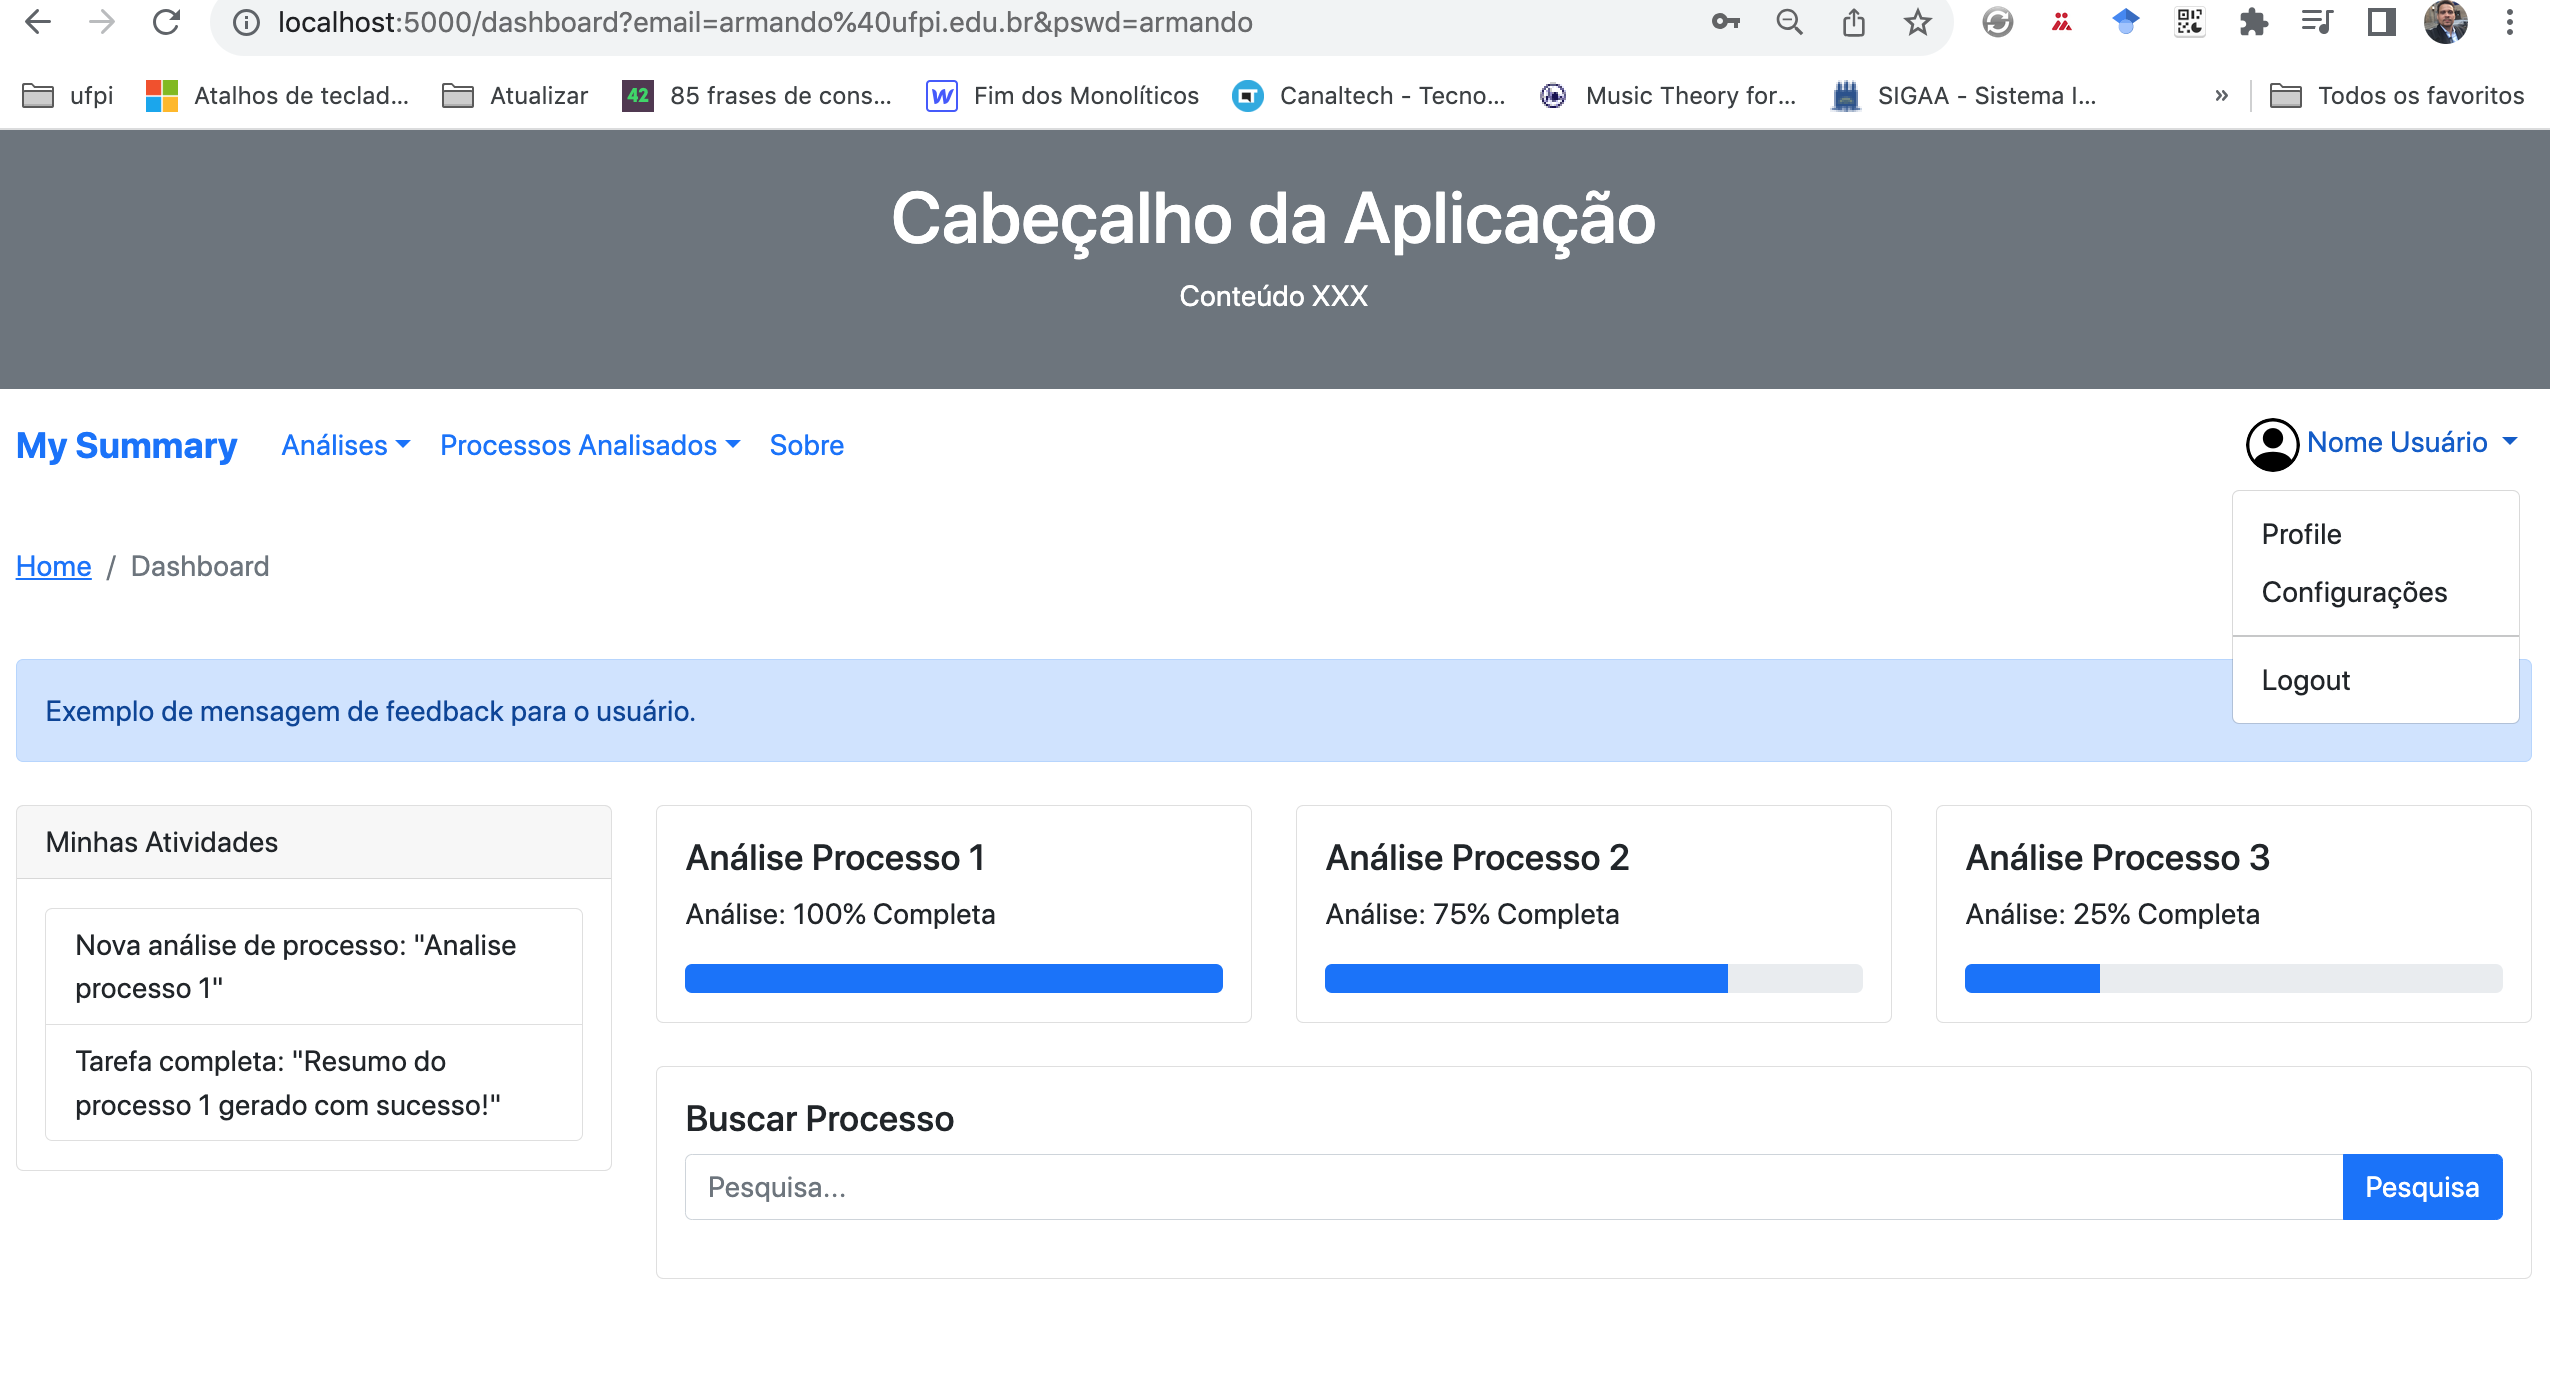 localhost:5000/dashboard?email=armando%40ufpi.edu.br&pswd=armando
ufpi
Atalhos de teclad...
Atualizar
42
85 frases de cons...
W
Fim dos Monolíticos
Canaltech - Tecno...
Music Theory for...
SIGAA - Sistema I...
»
Todos os favoritos
Cabeçalho da Aplicação
Conteúdo XXX
My Summary
Análises
Processos Analisados
Sobre
Nome Usuário
Profile
Configurações
Logout
Home / Dashboard
Exemplo de mensagem de feedback para o usuário.
Minhas Atividades
Nova análise de processo: "Analise
processo 1"
Tarefa completa: "Resumo do
processo 1 gerado com sucesso!"
Análise Processo 1
Análise: 100% Completa
Análise Processo 2
Análise: 75% Completa
Análise Processo 3
Análise: 25% Completa
Buscar Processo
Pesquisa...
Pesquisa